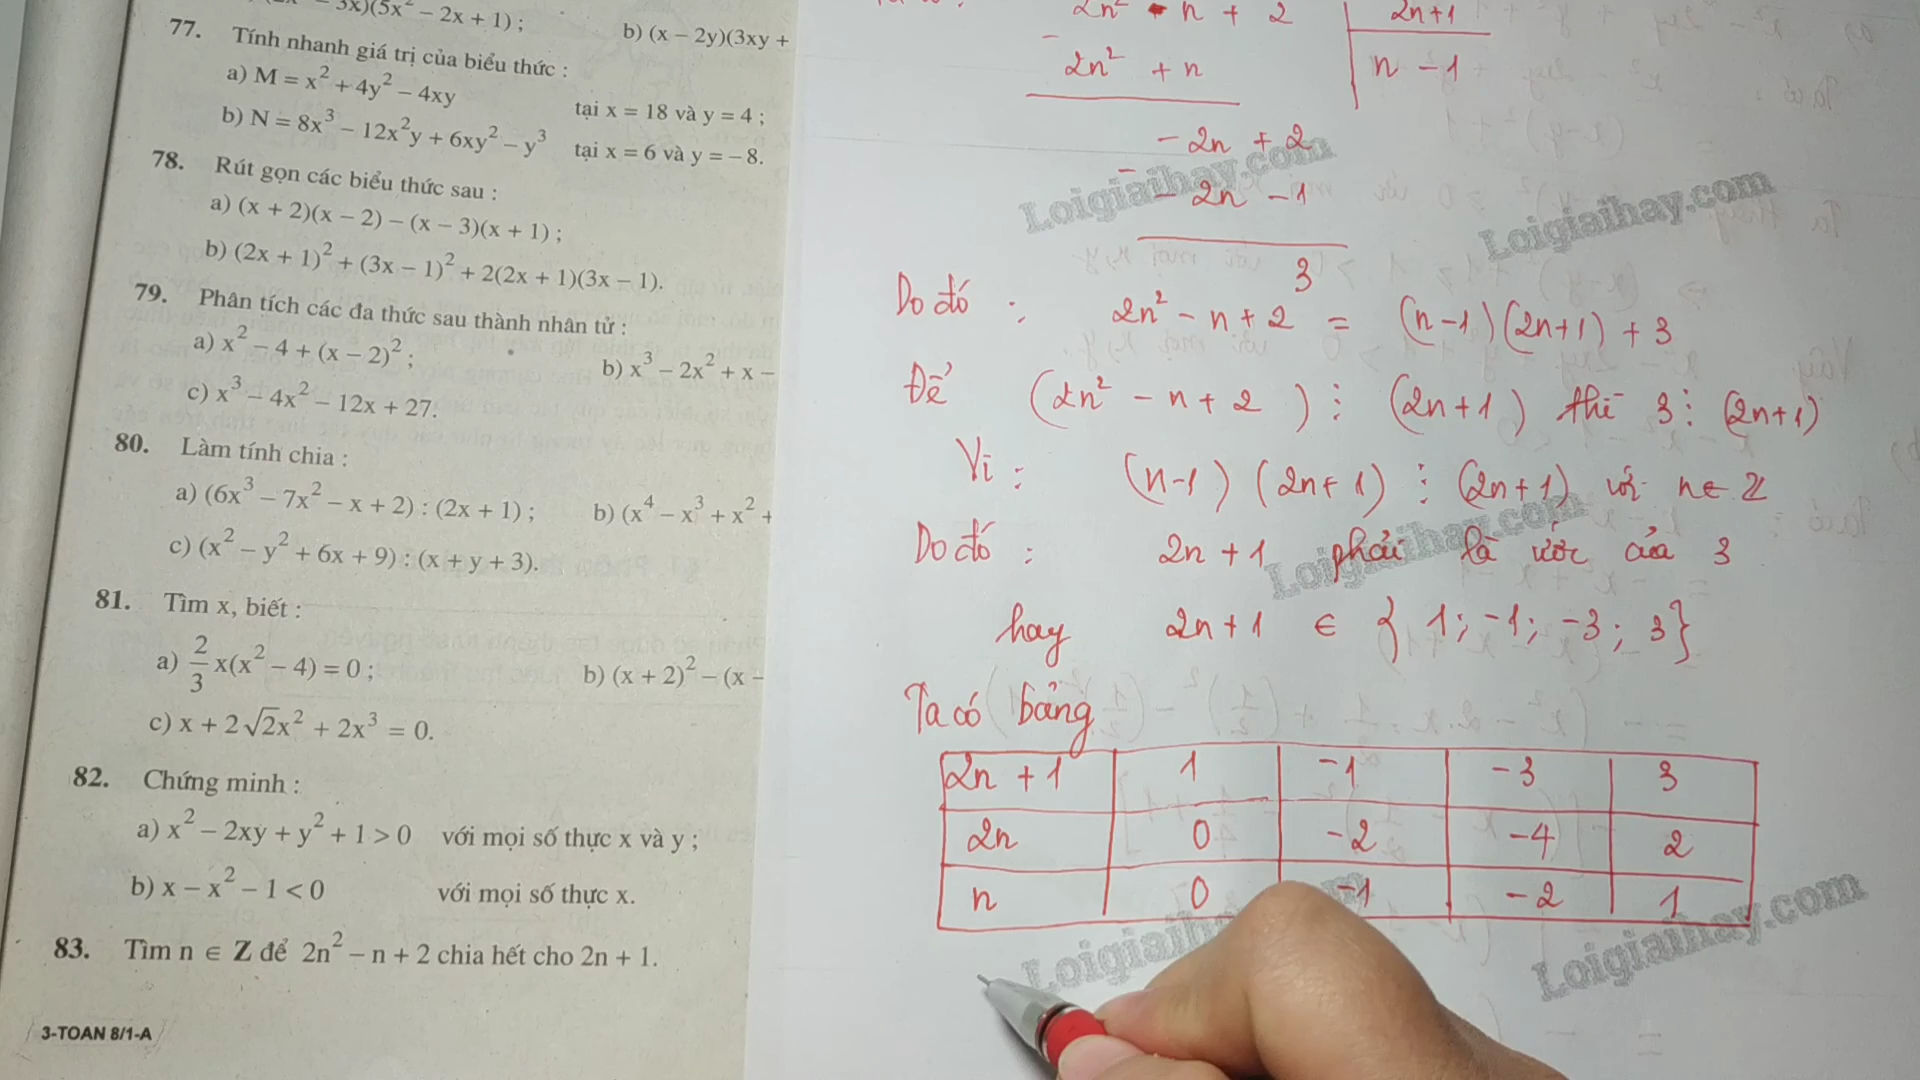 – 3x)(5x² – 2x + 1) ;
b) (x – 2y)(3xy +
77. Tính nhanh giá trị của biểu thức :
a) M = x² + 4y² – 4xy tại x = 18 và y = 4 ;
b) N = 8x³ – 12x²y + 6xy² – y³ tại x = 6 và y = –8.
78. Rút gọn các biểu thức sau :
a) (x + 2)(x – 2) – (x – 3)(x + 1) ;
b) (2x + 1)² + (3x – 1)² + 2(2x + 1)(3x – 1).
79. Phân tích các đa thức sau thành nhân tử :
a) x² – 4 + (x – 2)² ;
b) x³ – 2x² + x –
c) x³ – 4x² – 12x + 27.
80. Làm tính chia :
a) (6x³ – 7x² – x + 2) : (2x + 1) ;
b) (x⁴ – x³ + x² +
c) (x² – y² + 6x + 9) : (x + y + 3).
81. Tìm x, biết :
a) 2/3 x(x² – 4) = 0 ;
b) (x + 2)² – (x –
c) x + 2√2x² + 2x³ = 0.
82. Chứng minh :
a) x² – 2xy + y² + 1 > 0 với mọi số thực x và y ;
b) x – x² – 1 < 0 với mọi số thực x.
83. Tìm n ∈ Z để 2n² – n + 2 chia hết cho 2n + 1.
3-TOAN 8/1-A
2n² - n + 2 | 2n+1
- 2n² + n | n - 1
- 2n + 2
- - 2n - 1
3
Do đó : 2n² - n + 2 = (n-1)(2n+1) + 3
Để (2n² - n + 2) ⋮ (2n+1) thì 3 ⋮ (2n+1)
Vì : (n-1)(2n+1) ⋮ (2n+1) với n ∈ Z
Do đó : 2n + 1 phải là ước của 3
hay 2n+1 ∈ { 1; -1; -3; 3}
Ta có bảng
2n + 1 | 1 | -1 | -3 | 3
2n | 0 | -2 | -4 | 2
n | 0 | -1 | -2 | 1
Loigiaihay.com
Loigiaihay.com
Loigiaihay.com
Loigiaihay.com
Loigiaihay.com